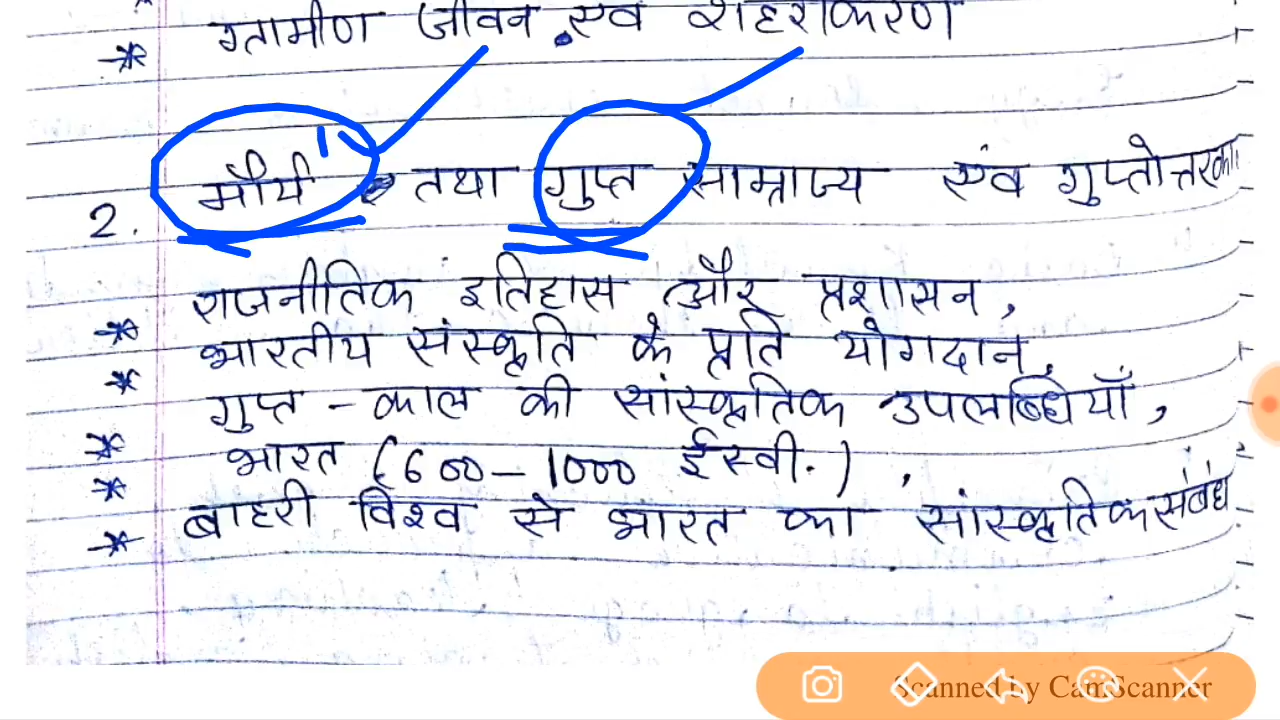 * ग्रामीण जीवन एवं शहरीकरण
2. मौर्य तथा गुप्त साम्राज्य एवं गुप्तोत्तरकाल
* राजनीतिक इतिहास और प्रशासन,
* भारतीय संस्कृति के प्रति योगदान,
* गुप्त - काल की सांस्कृतिक उपलब्धियाँ,
* भारत (600 - 1000 ईस्वी.) ,
* बाहरी विश्व से भारत का सांस्कृतिक संबंध
Scanned by CamScanner